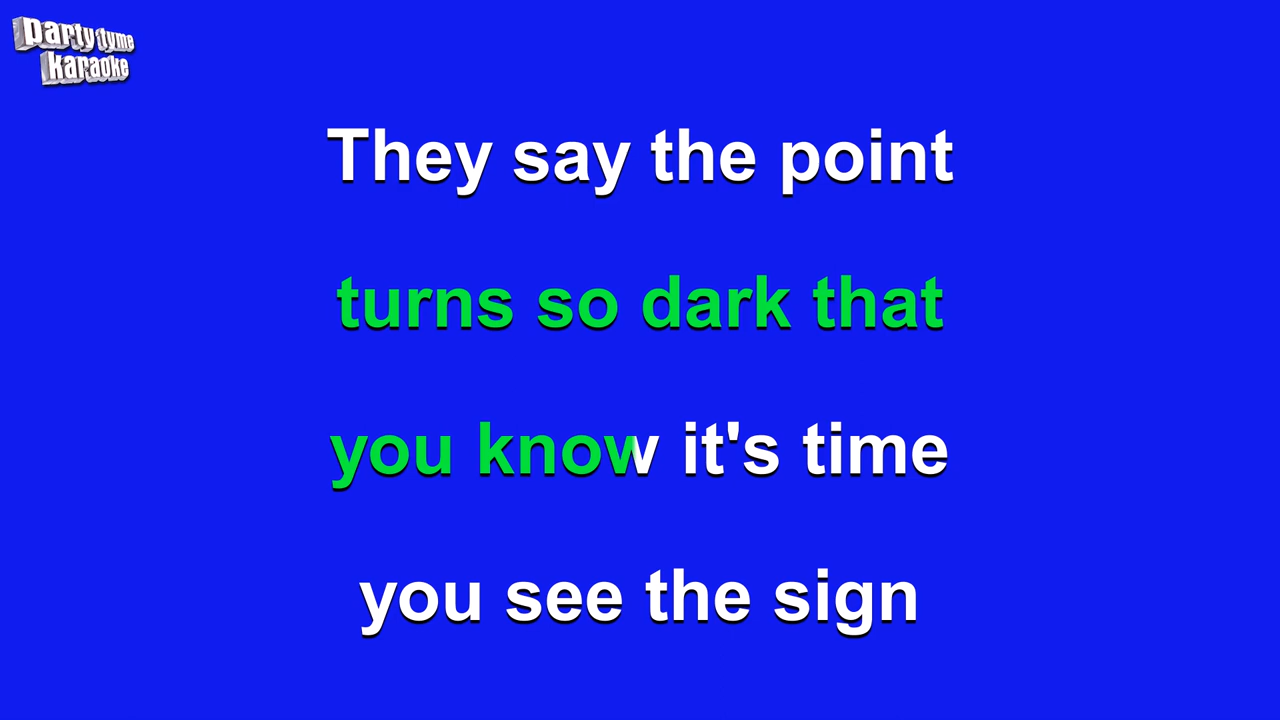 party tyme
karaoke
They say the point
turns so dark that
you know it's time
you see the sign